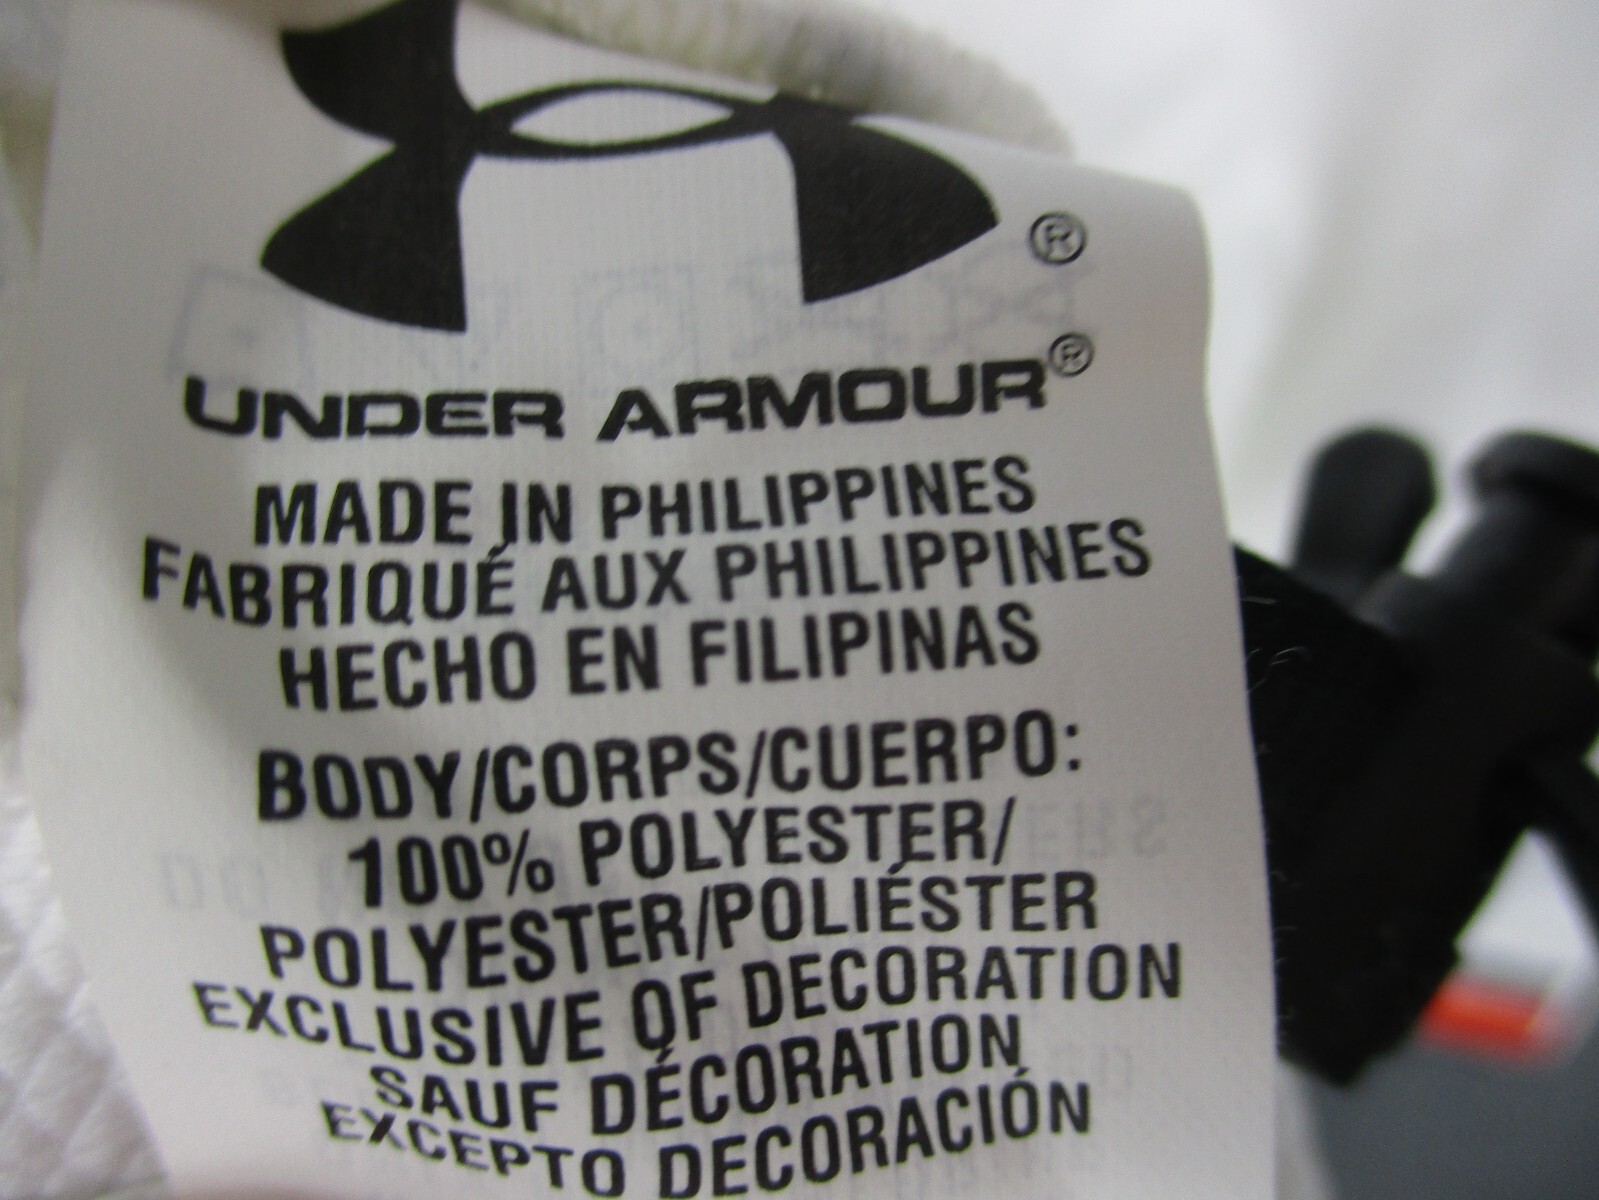 ®
UNDER ARMOUR®
MADE IN PHILIPPINES
FABRIQUÉ AUX PHILIPPINES
HECHO EN FILIPINAS
BODY/CORPS/CUERPO:
100% POLYESTER/
POLYESTER/POLIÉSTER
EXCLUSIVE OF DECORATION
SAUF DÉCORATION
EXCEPTO DECORACIÓN